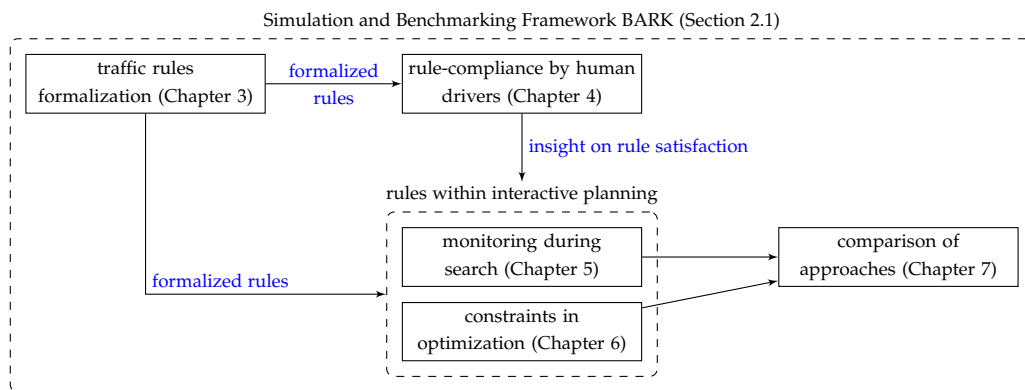 Simulation and Benchmarking Framework BARK (Section 2.1)
traffic rules
formalization (Chapter 3)
formalized
rules
rule-compliance by human
drivers (Chapter 4)
insight on rule satisfaction
rules within interactive planning
monitoring during
search (Chapter 5)
comparison of
approaches (Chapter 7)
formalized rules
constraints in
optimization (Chapter 6)